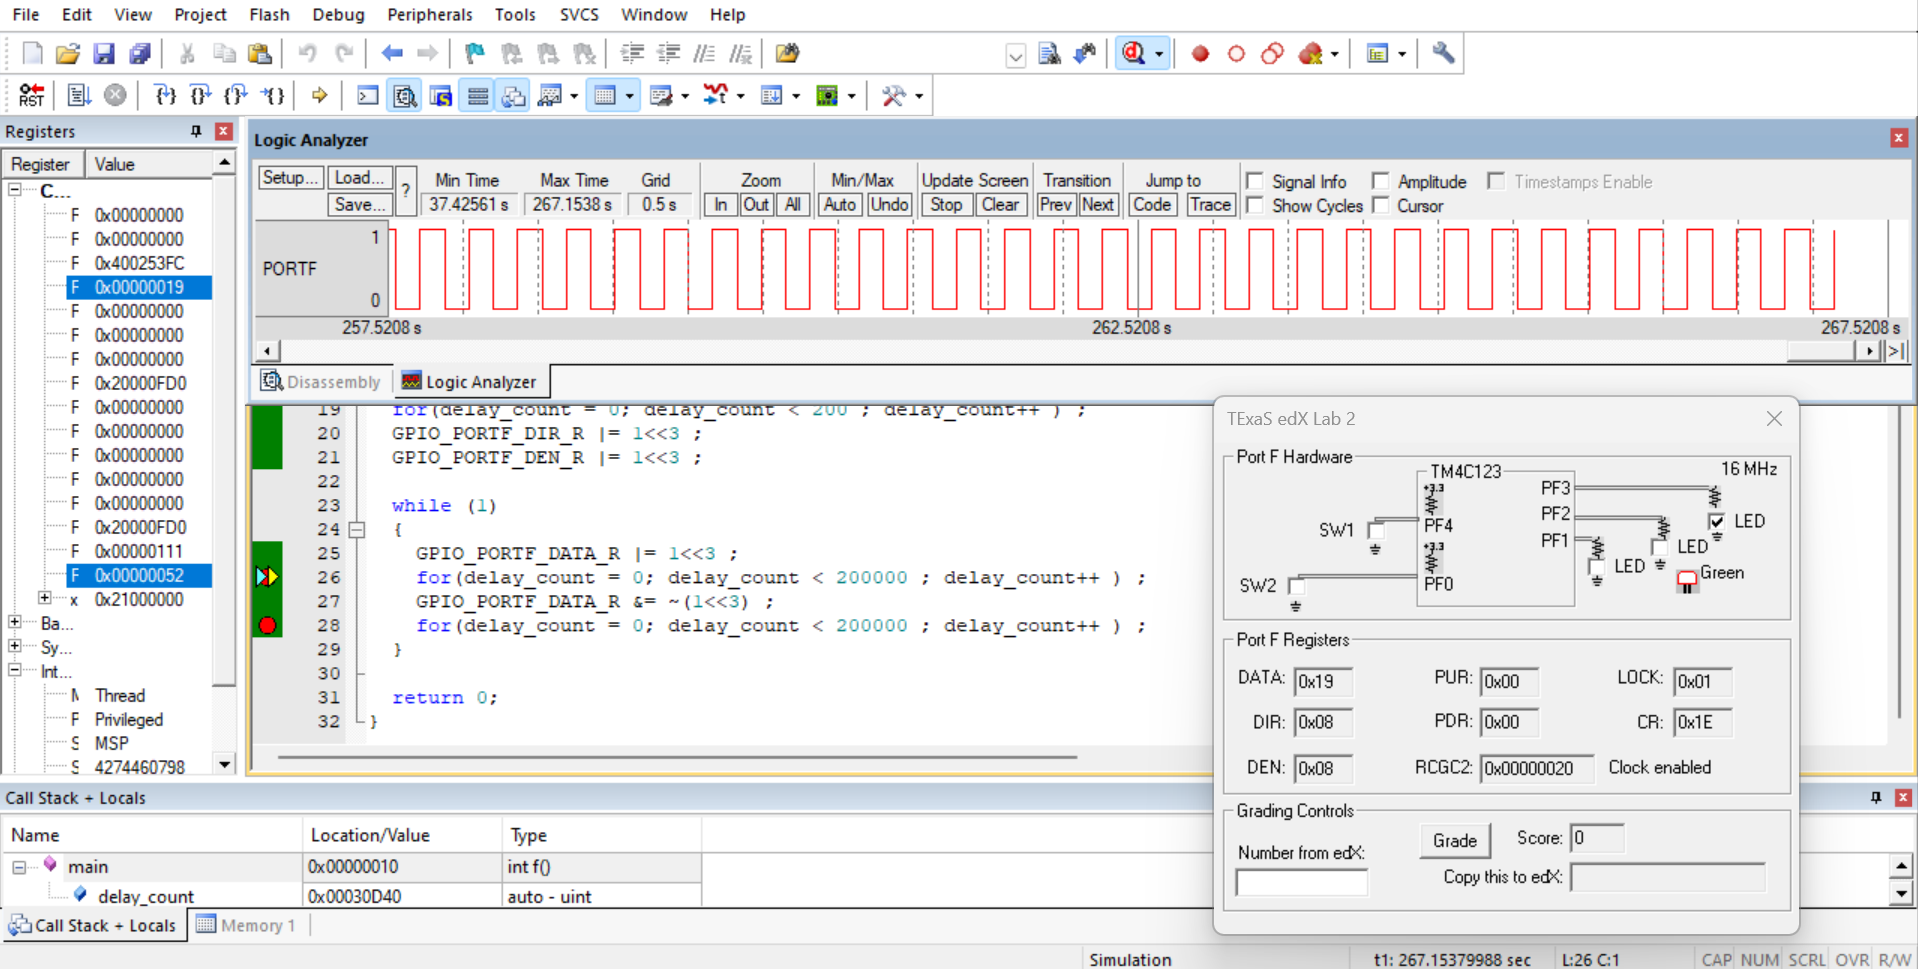 File Edit View Project Flash Debug Peripherals Tools SVCS Window Help
RST
Registers
Register Value
C...
F 0x00000000
F 0x00000000
F 0x400253FC
F 0x00000019
F 0x00000000
F 0x00000000
F 0x00000000
F 0x20000FD0
F 0x00000000
F 0x00000000
F 0x00000000
F 0x00000000
F 0x00000000
F 0x20000FD0
F 0x00000111
F 0x00000052
x 0x21000000
Ba...
Sy...
Int...
Thread
Privileged
MSP
4274460798
Logic Analyzer
Setup... Load... Save... ?
Min Time Max Time Grid Zoom Min/Max Update Screen Transition Jump to
37.42561 s 267.1538 s 0.5 s In Out All Auto Undo Stop Clear Prev Next Code Trace
Signal Info Amplitude Timestamps Enable
Show Cycles Cursor
1
PORTF
0
257.5208 s 262.5208 s 267.5208 s
Disassembly Logic Analyzer
19 for(delay_count = 0; delay_count < 200 ; delay_count++ ) ;
20 GPIO_PORTF_DIR_R |= 1<<3 ;
21 GPIO_PORTF_DEN_R |= 1<<3 ;
22
23 while (1)
24 {
25 GPIO_PORTF_DATA_R |= 1<<3 ;
26 for(delay_count = 0; delay_count < 200000 ; delay_count++ ) ;
27 GPIO_PORTF_DATA_R &= ~(1<<3) ;
28 for(delay_count = 0; delay_count < 200000 ; delay_count++ ) ;
29 }
30
31 return 0;
32 }
TExaS edX Lab 2
Port F Hardware
TM4C123
16 MHz
+3.3
PF3
PF2
PF4
PF1
SW1
LED
LED
LED
+3.3
Green
SW2
PF0
Port F Registers
DATA: 0x19 PUR: 0x00 LOCK: 0x01
DIR: 0x08 PDR: 0x00 CR: 0x1E
DEN: 0x08 RCGC2: 0x00000020 Clock enabled
Grading Controls
Number from edX:
Grade
Score: 0
Copy this to edX:
Call Stack + Locals
Name Location/Value Type
main 0x00000010 int f()
delay_count 0x00030D40 auto - uint
Call Stack + Locals Memory 1
Simulation t1: 267.15379988 sec L:26 C:1 CAP NUM SCRL OVR R/W